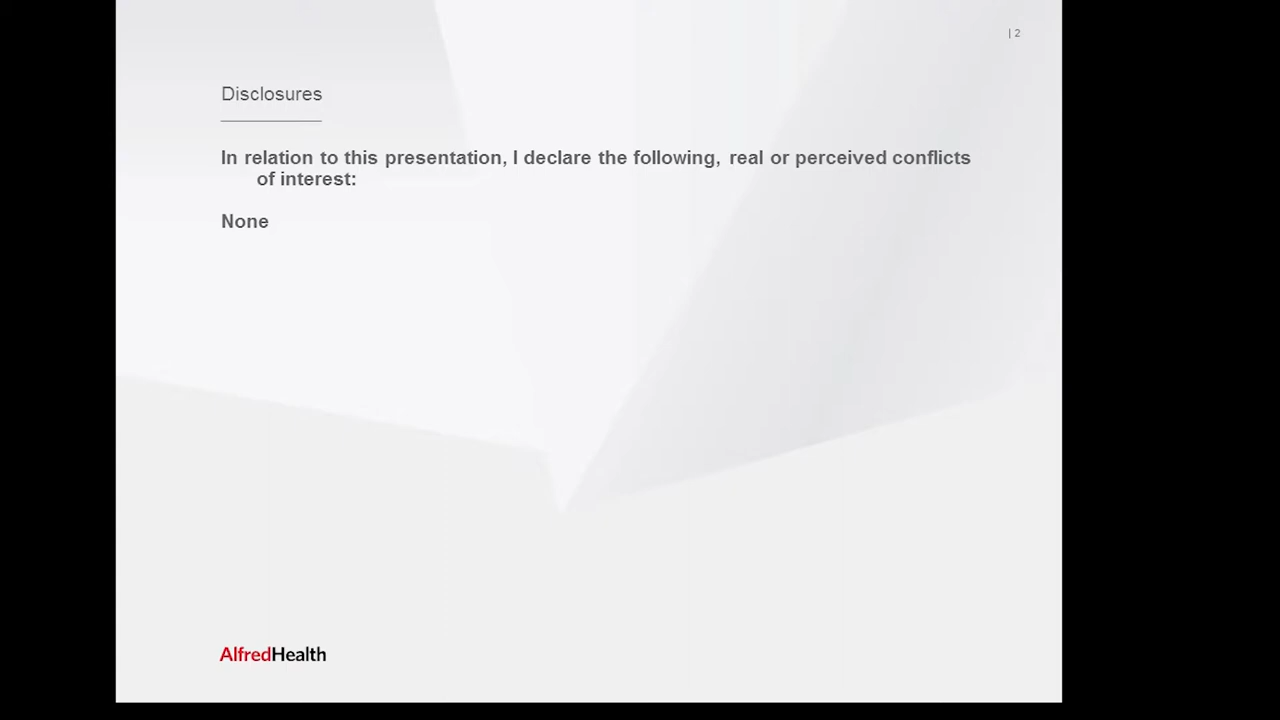 | 2
Disclosures
In relation to this presentation, I declare the following, real or perceived conflicts
of interest:
None
AlfredHealth